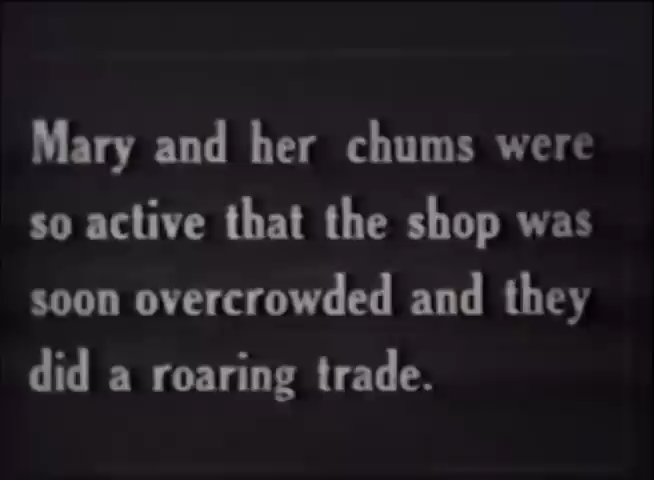 Mary and her chums were
so active that the shop was
soon overcrowded and they
did a roaring trade.